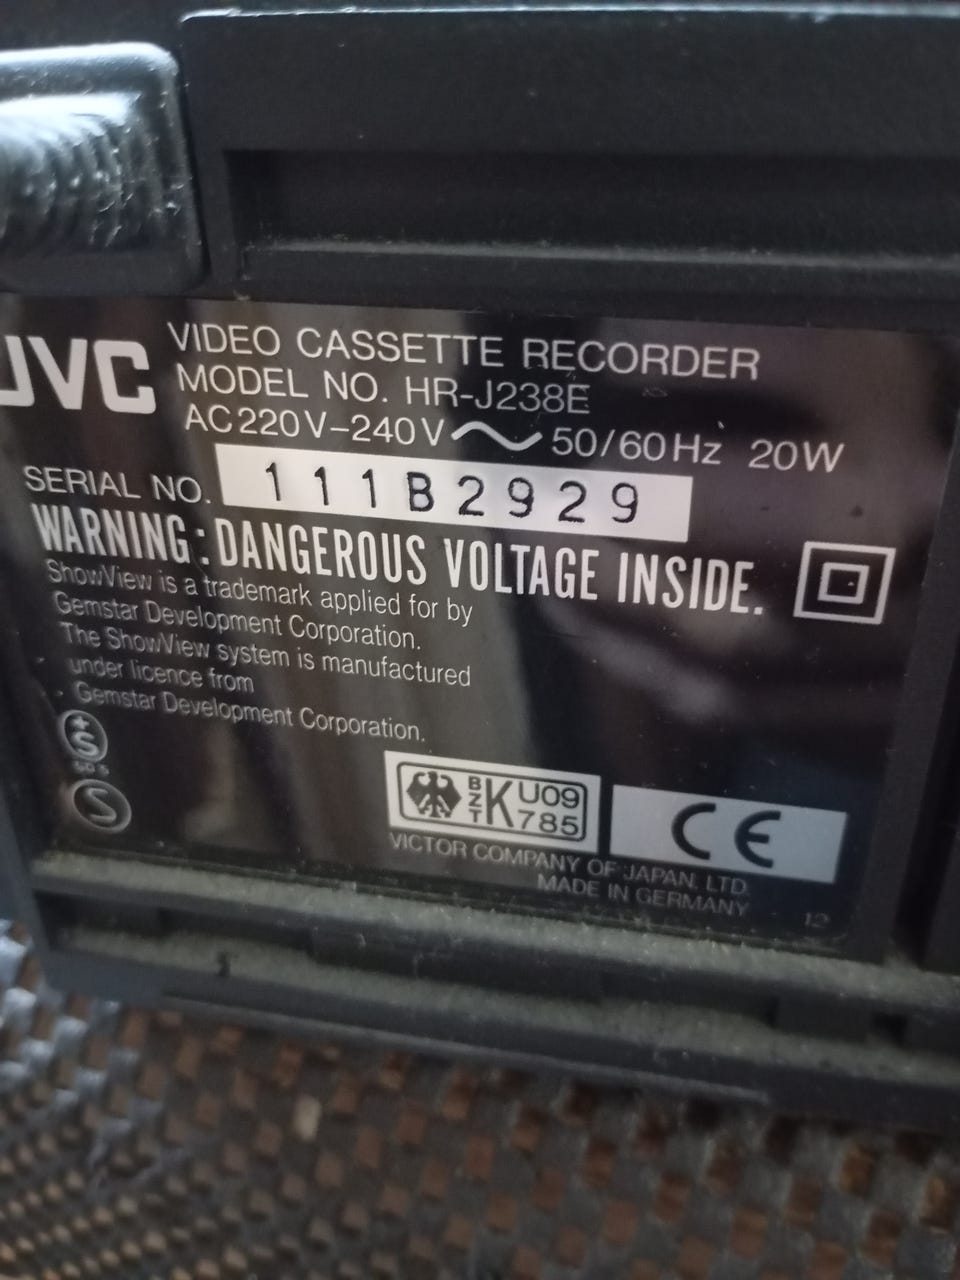 JVC
VIDEO CASSETTE RECORDER
MODEL NO. HR-J238E
AC 220V-240V~ 50/60Hz 20W
SERIAL NO. 111B2929
WARNING: DANGEROUS VOLTAGE INSIDE.
ShowView is a trademark applied for by
Gemstar Development Corporation.
The ShowView system is manufactured
under licence from
Gemstar Development Corporation.
S
S
BZT K U09
785
CE
VICTOR COMPANY OF JAPAN, LTD.
MADE IN GERMANY
12